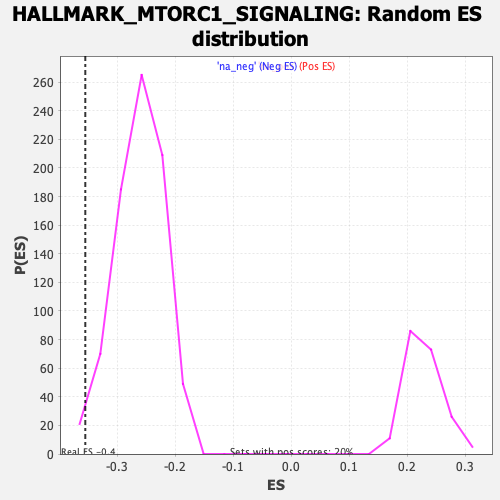 HALLMARK_MTORC1_SIGNALING: Random ES
distribution
'na_neg' (Neg ES) (Pos ES)
260
240
220
200
180
160
140
120
100
80
60
40
20
0
P(ES)
Real ES -0.4
Sets with pos scores: 20%
-0.3 -0.2 -0.1 0.0 0.1 0.2 0.3
ES